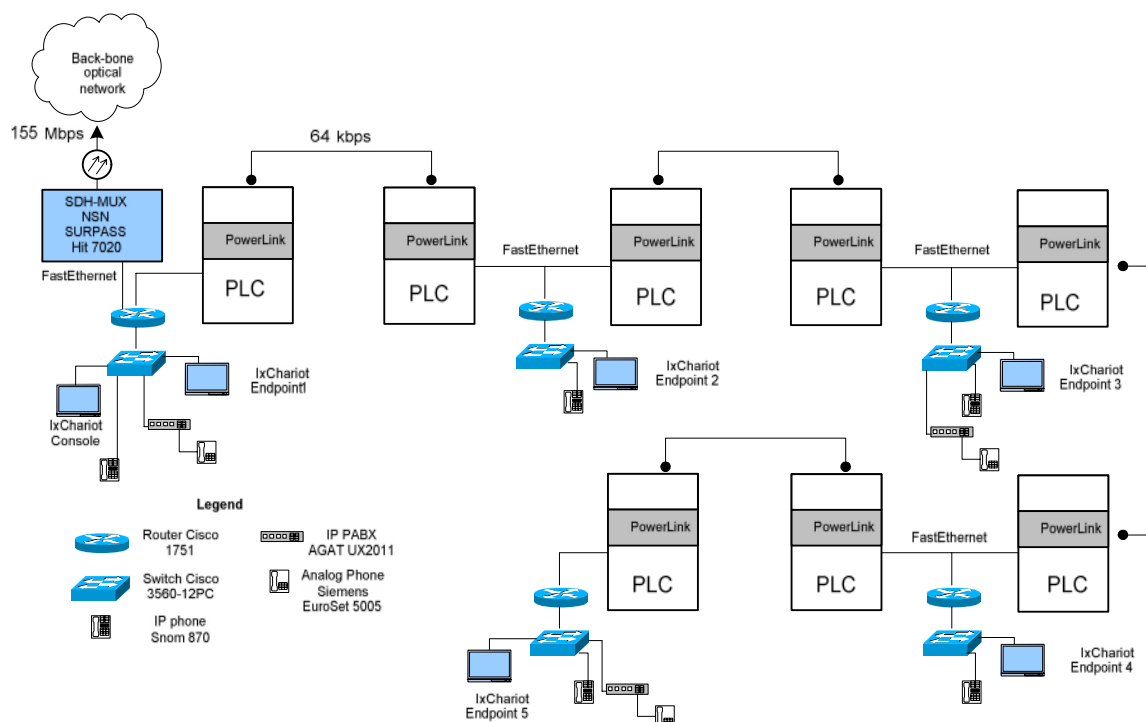 Back-bone
optical
network
155 Mbps
64 kbps
SDH-MUX
NSN
SURPASS
Hit 7020
PowerLink
PLC
PowerLink
PLC
PowerLink
PLC
PowerLink
PLC
PowerLink
PLC
FastEthernet
FastEthernet
FastEthernet
IxChariot
Endpoint1
IxChariot
Console
IxChariot
Endpoint 2
IxChariot
Endpoint 3
Legend
Router Cisco
1751
Switch Cisco
3560-12PC
IP phone
Snom 870
IP PABX
AGAT UX2011
Analog Phone
Siemens
EuroSet 5005
PowerLink
PLC
PowerLink
PLC
PowerLink
PLC
FastEthernet
IxChariot
Endpoint 5
IxChariot
Endpoint 4